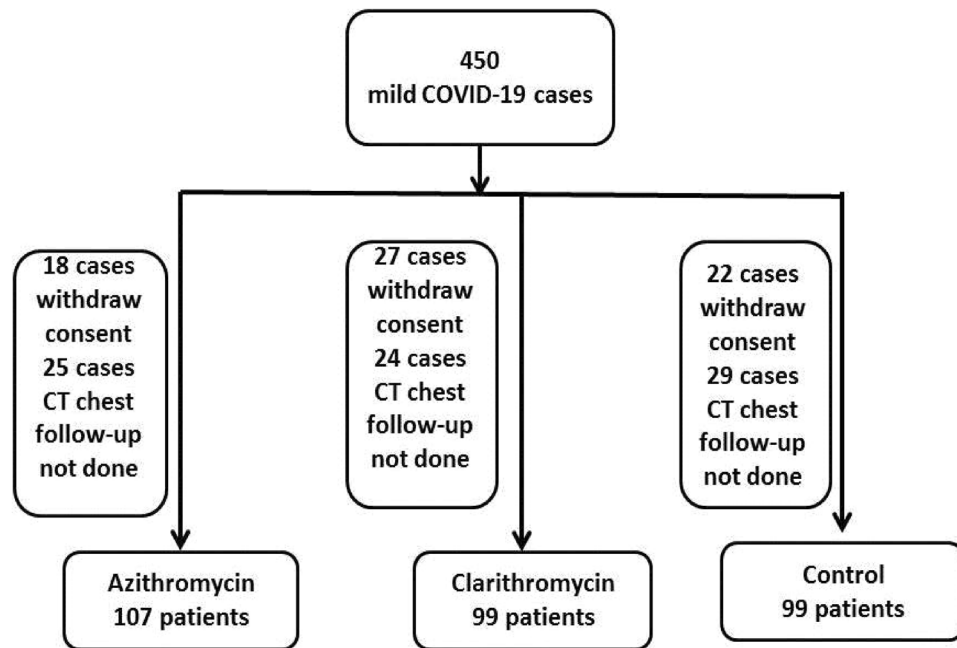 450
mild COVID-19 cases
18 cases
withdraw
consent
25 cases
CT chest
follow-up
not done
27 cases
withdraw
consent
24 cases
CT chest
follow-up
not done
22 cases
withdraw
consent
29 cases
CT chest
follow-up
not done
Azithromycin
107 patients
Clarithromycin
99 patients
Control
99 patients